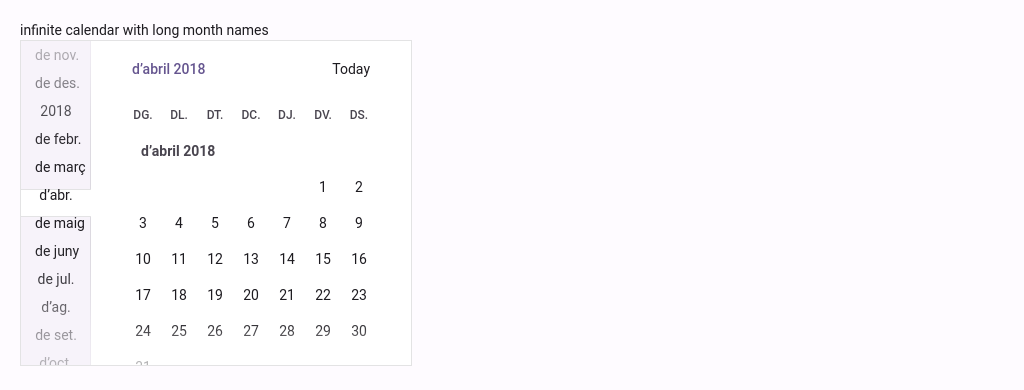 infinite calendar with long month names
de nov.
de des.
2018
de febr.
de març
d’abr.
de maig
de juny
de jul.
d’ag.
de set.
d’oct.
d’abril 2018
Today
DG. DL. DT. DC. DJ. DV. DS.
d’abril 2018
1 2
3 4 5 6 7 8 9
10 11 12 13 14 15 16
17 18 19 20 21 22 23
24 25 26 27 28 29 30
31